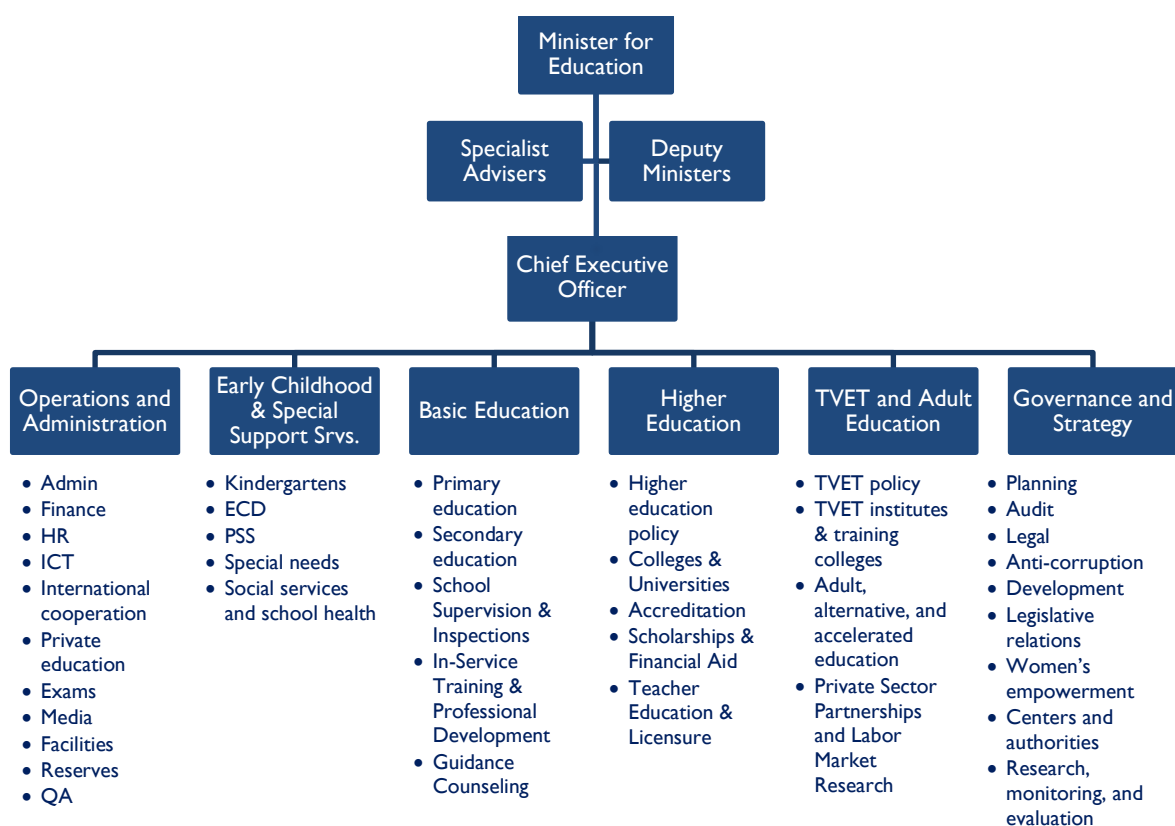 Minister for
Education
Specialist
Advisers
Deputy
Ministers
Chief Executive
Officer
Operations and
Administration
• Admin
• Finance
• HR
• ICT
• International
cooperation
• Private
education
• Exams
• Media
• Facilities
• Reserves
• QA
Early Childhood
& Special
Support Srvs.
• Kindergartens
• ECD
• PSS
• Special needs
• Social services
and school health
Basic Education
• Primary
education
• Secondary
education
• School
Supervision &
Inspections
• In-Service
Training &
Professional
Development
• Guidance
Counseling
Higher
Education
• Higher
education
policy
• Colleges &
Universities
• Accreditation
• Scholarships &
Financial Aid
• Teacher
Education &
Licensure
TVET and Adult
Education
• TVET policy
• TVET institutes
& training
colleges
• Adult,
alternative, and
accelerated
education
• Private Sector
Partnerships
and Labor
Market
Research
Governance and
Strategy
• Planning
• Audit
• Legal
• Anti-corruption
• Development
• Legislative
relations
• Women's
empowerment
• Centers and
authorities
• Research,
monitoring, and
evaluation